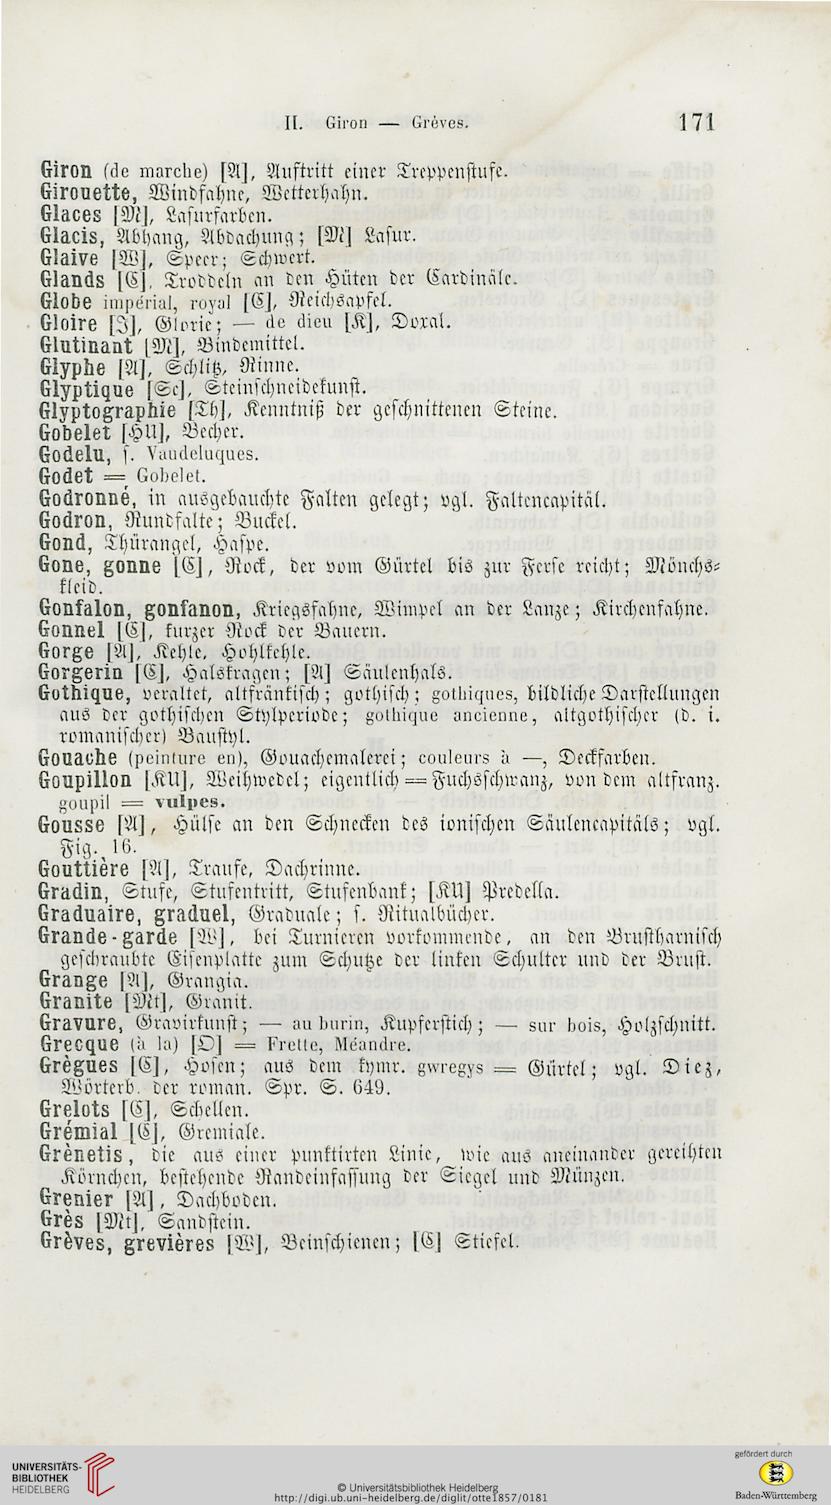 II. Giron — Grèves. 171
Giron (de marche) [A], Auftritt einer Treppenstufe.
Girouette, Windfahne, Wetterhahn.
Glaces [M], Lasurfarben.
Glacis, Abhang, Abdachung; [M] Lasur.
Glaive [W], Speer; Schwert.
Glands [C], Troddeln an den Hüten der Cardinäle.
Globe impérial, royal [C], Reichsapfel.
Gloire [J], Glorie; — de dieu [K], Doxal.
Glutinant [M], Bindemittel.
Glyphe [A], Schlitz, Rinne.
Glyptique [Sc], Steinschneidekunst.
Glyptographie [Th], Kenntniß der geschnittenen Steine.
Gobelet [HU], Becher.
Godelu, s. Vaudeluques.
Godet = Gobelet.
Godronné, in ausgebauchte Falten gelegt; vgl. Faltencapitäl.
Godron, Rundfalte; Buckel.
Gond, Thürangel, Haspe.
Gone, gonne [C], Rock, der vom Gürtel bis zur Ferse reicht; Mönchs-
kleid.
Gonfalon, gonfanon, Kriegsfahne, Wimpel an der Lanze; Kirchenfahne.
Gonnel [C], kurzer Rock der Bauern.
Gorge [A], Kehle, Hohlkehle.
Gorgerin [C], Halskragen; [A] Säulenhals.
Gothique, veraltet, altfränkisch; gothisch; gothiques, bildliche Darstellungen
aus der gothischen Stylperiode; gothique ancienne, altgothischer (d. i.
romanischer) Baustyl.
Gouache (peinture en), Gouachemalerei; couleurs à —, Deckfarben.
Goupillon [KU], Weihwedel; eigentlich = Fuchsschwanz, von dem altfranz.
goupil = vulpes.
Gousse [A], Hülse an den Schnecken des ionischen Säulencapitäls; vgl.
Fig. 16.
Gouttière [A], Traufe, Dachrinne.
Gradin, Stufe, Stufentritt, Stufenbank; [KU] Predella.
Graduaire, graduel, Graduale; s. Ritualbücher.
Grande-garde [W], bei Turnieren vorkommende, an den Brustharnisch
geschraubte Eisenplatte zum Schutze der linken Schulter und der Brust.
Grange [A], Grangia.
Granite [Mt], Granit.
Gravure, Gravirkunst; — au burin, Kupferstich; — sur bois, Holzschnitt.
Grecque (à la) [O] = Frette, Méandre.
Grègues [C], Hosen; aus dem kymr. gwregys = Gürtel; vgl. Diez,
Wörterb. der roman. Spr. S. 649.
Grelots [C], Schellen.
Grémial [C], Gremiale.
Grènetis, die aus einer punktirten Linie, wie aus aneinander gereihten
Körnchen, bestehende Randeinfassung der Siegel und Münzen.
Grenier [A], Dachboden.
Grès [Mt], Sandstein.
Grèves, grevières [W], Beinschienen; [C] Stiefel.
UNIVERSITÄTS-
BIBLIOTHEK
HEIDELBERG
© Universitätsbibliothek Heidelberg
http://digi.ub.uni-heidelberg.de/diglit/otte1857/0181
gefördert durch
Baden-Württemberg